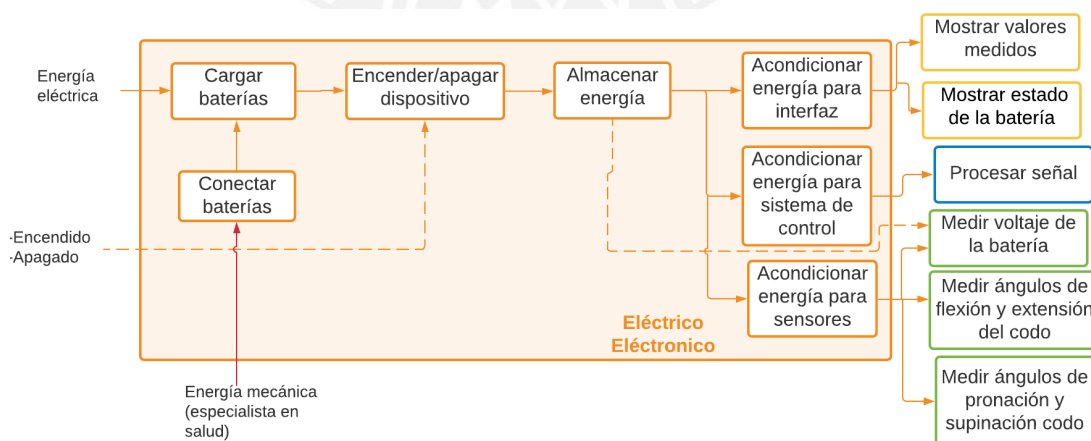 Energía
eléctrica
Cargar
baterías
Encender/apagar
dispositivo
Almacenar
energía
Acondicionar
energía para
interfaz
Mostrar valores
medidos
Mostrar estado
de la batería
Conectar
baterías
Acondicionar
energía para
sistema de
control
Procesar señal
·Encendido
·Apagado
Medir voltaje de
la batería
Acondicionar
energía para
sensores
Medir ángulos de
flexión y extensión
del codo
Eléctrico
Eléctronico
Medir ángulos de
pronación y
supinación codo
Energía mecánica
(especialista en
salud)